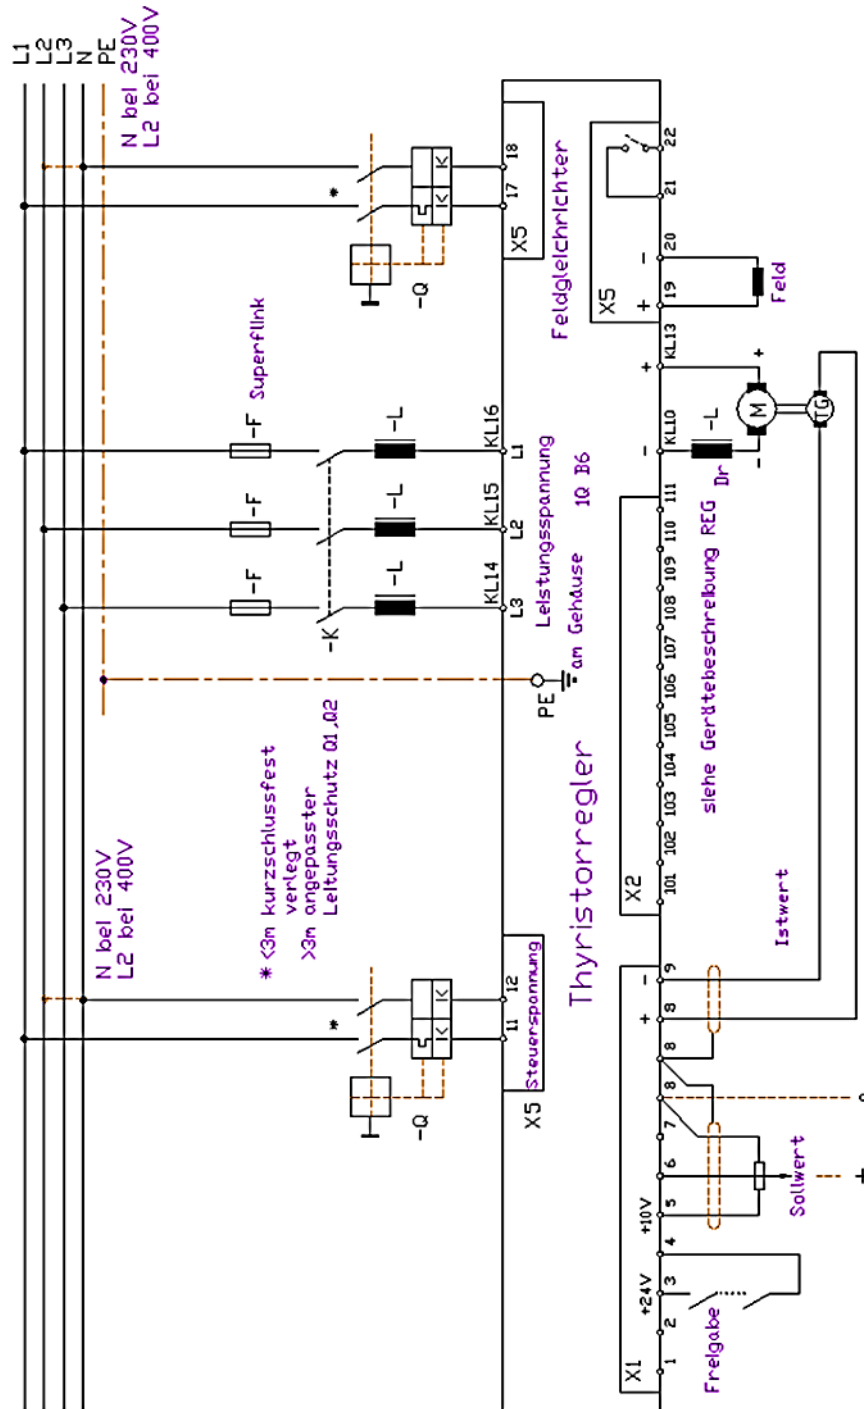 L1
L2
L3
N
PE
N bei 230V
L2 bei 400V
N bei 230V
L2 bei 400V
* <3m kurzschlussfest
verlegt
>3m angepasster
Leitungsschutz Q1,Q2
*
-Q
11
12
Steuerspannung
X5
-K
-F
-F
-F
Superflink
-L
-L
-L
KL14
KL15
KL16
L3
L2
L1
Leistungsspannung
PE
am Gehäuse
1Q B6
*
-Q
17
18
X5
Feldgleichrichter
Thyristorregler
X1
+24V
+10V
+
-
1
2
3
4
5
6
7
8
8
8
9
Freigabe
Sollwert
+
Istwert
X2
101
102
103
104
105
106
107
108
109
110
111
siehe Gerätebeschreibung REG
-
+
KL10
KL13
Dr
-L
-
+
M
TG
X5
+
-
19
20
21
22
Feld